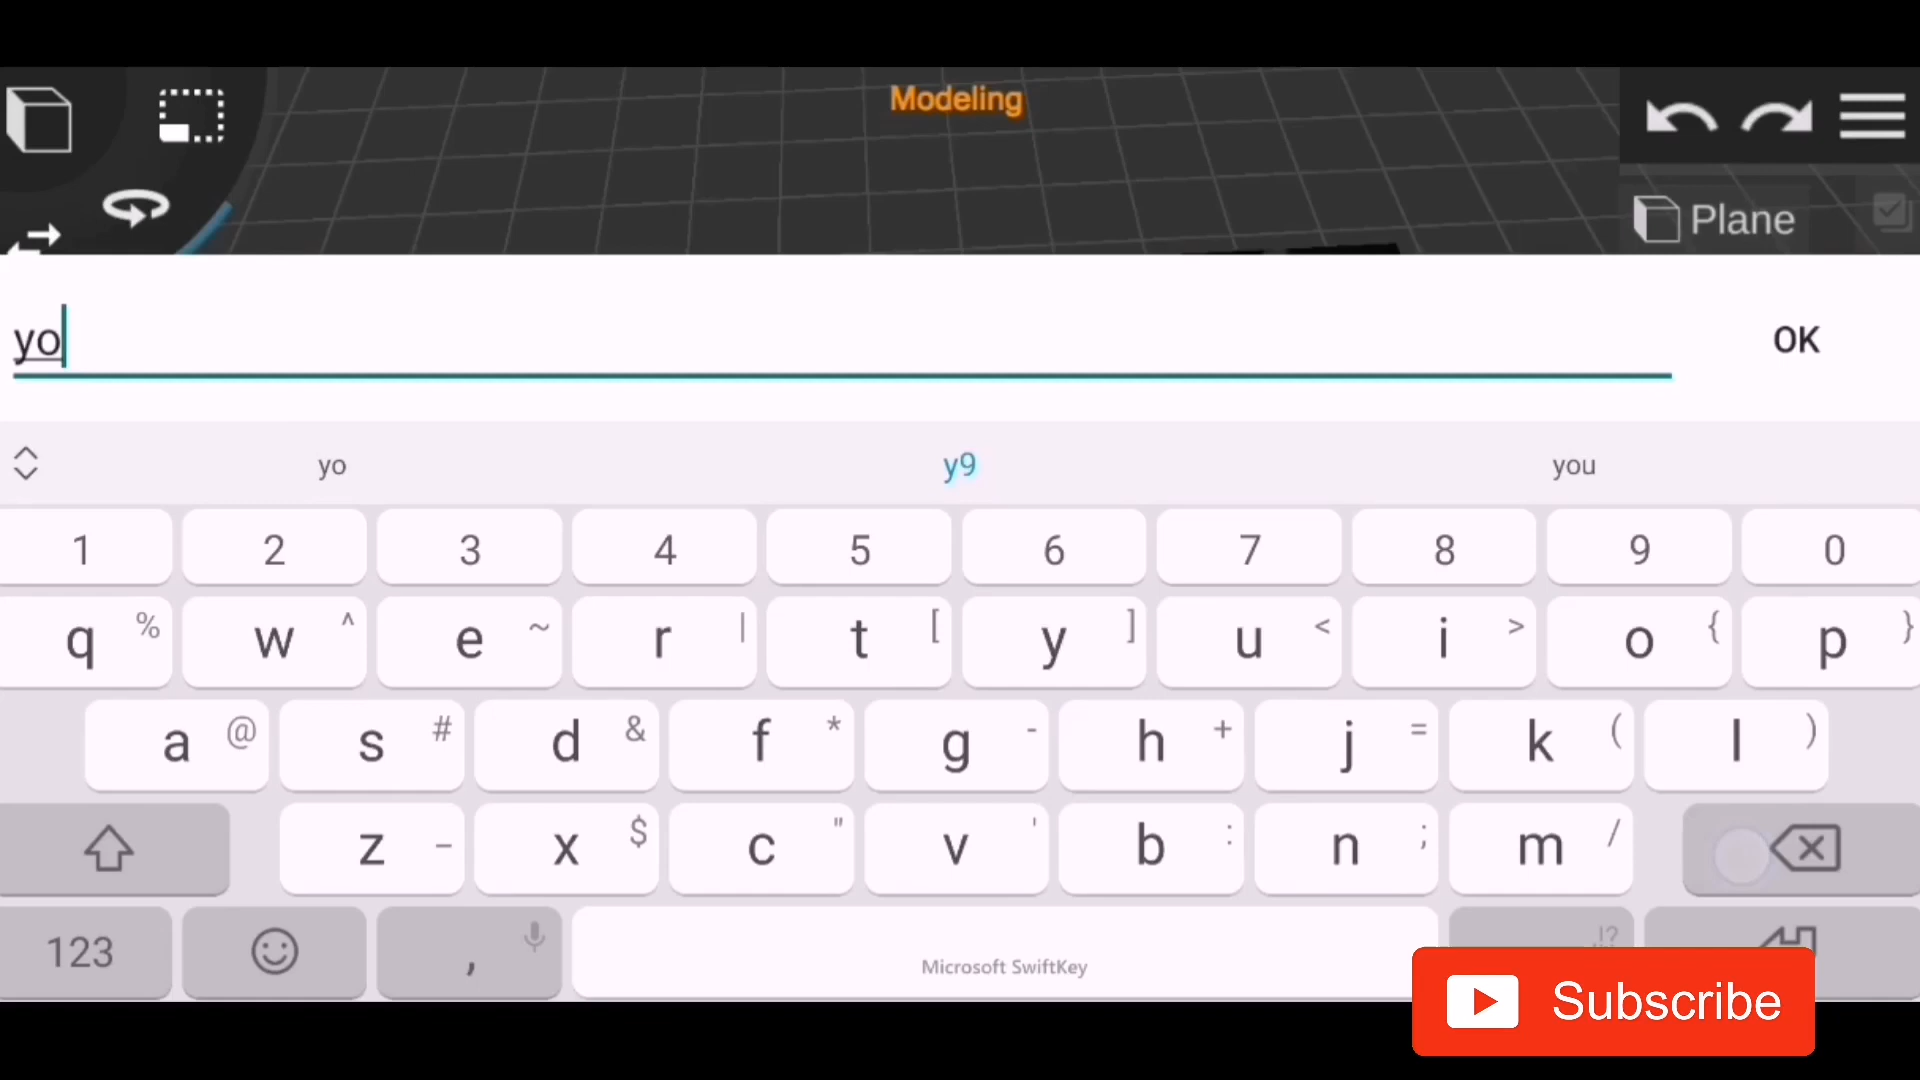 Modeling
Plane
yo
OK
yo y9 you
1 2 3 4 5 6 7 8 9 0
q % w ^ e ~ r | t [ y ] u < i > o { p }
a @ s # d & f * g - h + j = k ( l )
z _ x $ c " v ' b : n ; m /
123 , Microsoft SwiftKey !?
Subscribe